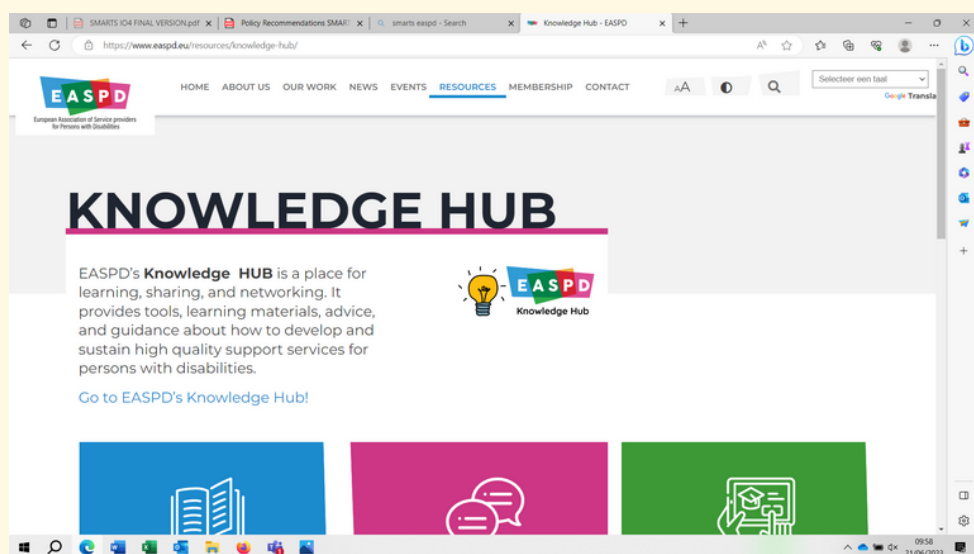 SMARTS IO4 FINAL VERSION.pdf
Policy Recommendations SMAR
smarts easpd - Search
Knowledge Hub - EASPD
https://www.easpd.eu/resources/knowledge-hub/
EASPD
European Association of Service providers
for Persons with Disabilities
HOME ABOUT US OUR WORK NEWS EVENTS RESOURCES MEMBERSHIP CONTACT
AA
Selecteer een taal
Google Transla
KNOWLEDGE HUB
EASPD's Knowledge HUB is a place for
learning, sharing, and networking. It
provides tools, learning materials, advice,
and guidance about how to develop and
sustain high quality support services for
persons with disabilities.
EASPD
Knowledge Hub
Go to EASPD's Knowledge Hub!
09:58
21/06/2023